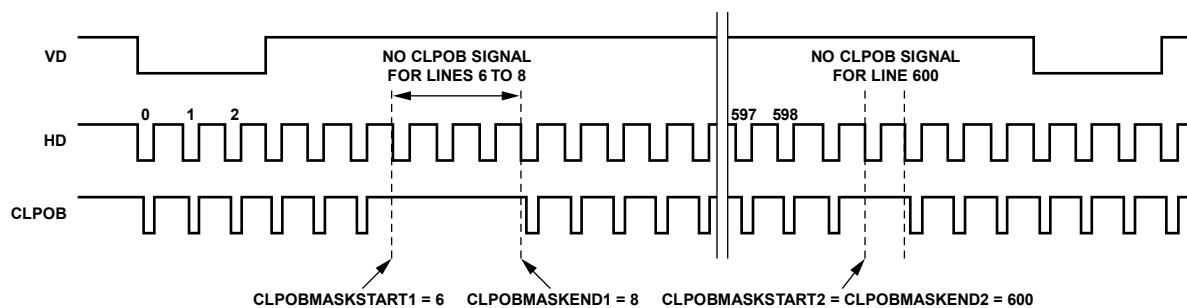 VD
NO CLPOB SIGNAL
FOR LINES 6 TO 8
NO CLPOB SIGNAL
FOR LINE 600
HD
0 1 2 597 598
CLPOB
CLPOBMASKSTART1 = 6 CLPOBMASKEND1 = 8 CLPOBMASKSTART2 = CLPOBMASKEND2 = 600